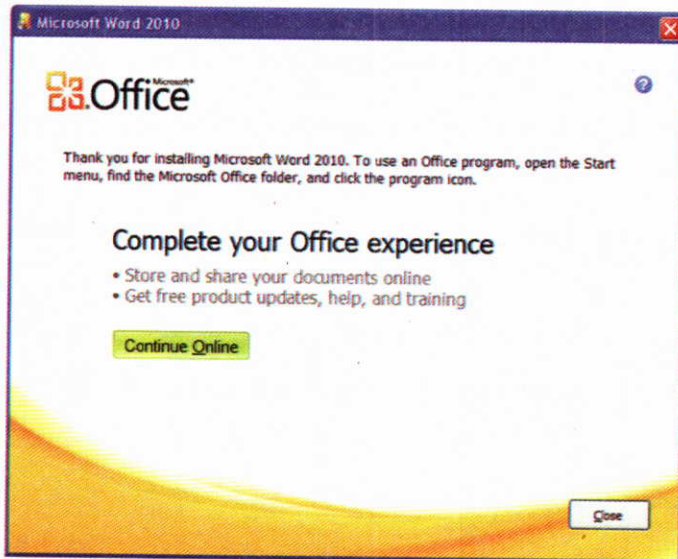 Microsoft Word 2010
Microsoft®
Office
Thank you for installing Microsoft Word 2010. To use an Office program, open the Start
menu, find the Microsoft Office folder, and click the program icon.
Complete your Office experience
• Store and share your documents online
• Get free product updates, help, and training
Continue Online
Close